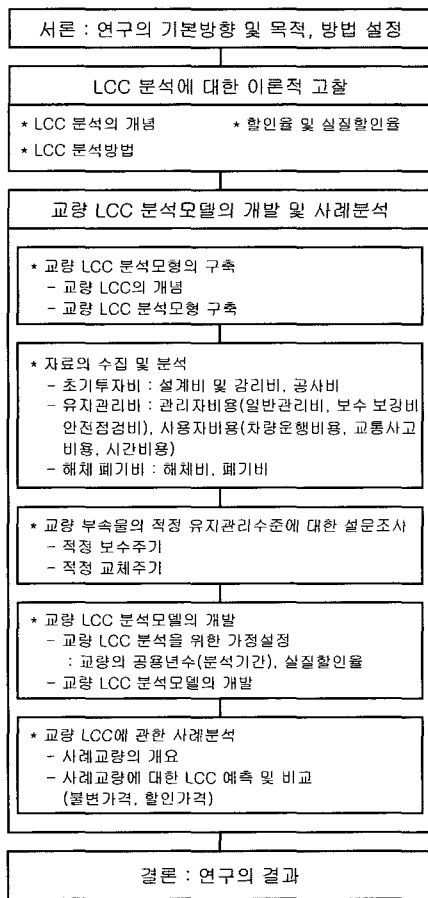 서론 : 연구의 기본방향 및 목적, 방법 설정
LCC 분석에 대한 이론적 고찰
* LCC 분석의 개념 * 할인율 및 실질할인율
* LCC 분석방법
교량 LCC 분석모델의 개발 및 사례분석
* 교량 LCC 분석모형의 구축
- 교량 LCC의 개념
- 교량 LCC 분석모형 구축
* 자료의 수집 및 분석
- 초기투자비 : 설계비 및 감리비, 공사비
- 유지관리비 : 관리자비용(일반관리비, 보수 보강비
안전점검비), 사용자비용(차량운행비용, 교통사고
비용, 시간비용)
- 해체 폐기비 : 해체비, 폐기비
* 교량 부속물의 적정 유지관리수준에 대한 설문조사
- 적정 보수주기
- 적정 교체주기
* 교량 LCC 분석모델의 개발
- 교량 LCC 분석을 위한 가정설정
: 교량의 공용년수(분석기간), 실질할인율
- 교량 LCC 분석모델의 개발
* 교량 LCC에 관한 사례분석
- 사례교량의 개요
- 사례교량에 대한 LCC 예측 및 비교
(불변가격, 할인가격)
결론 : 연구의 결과